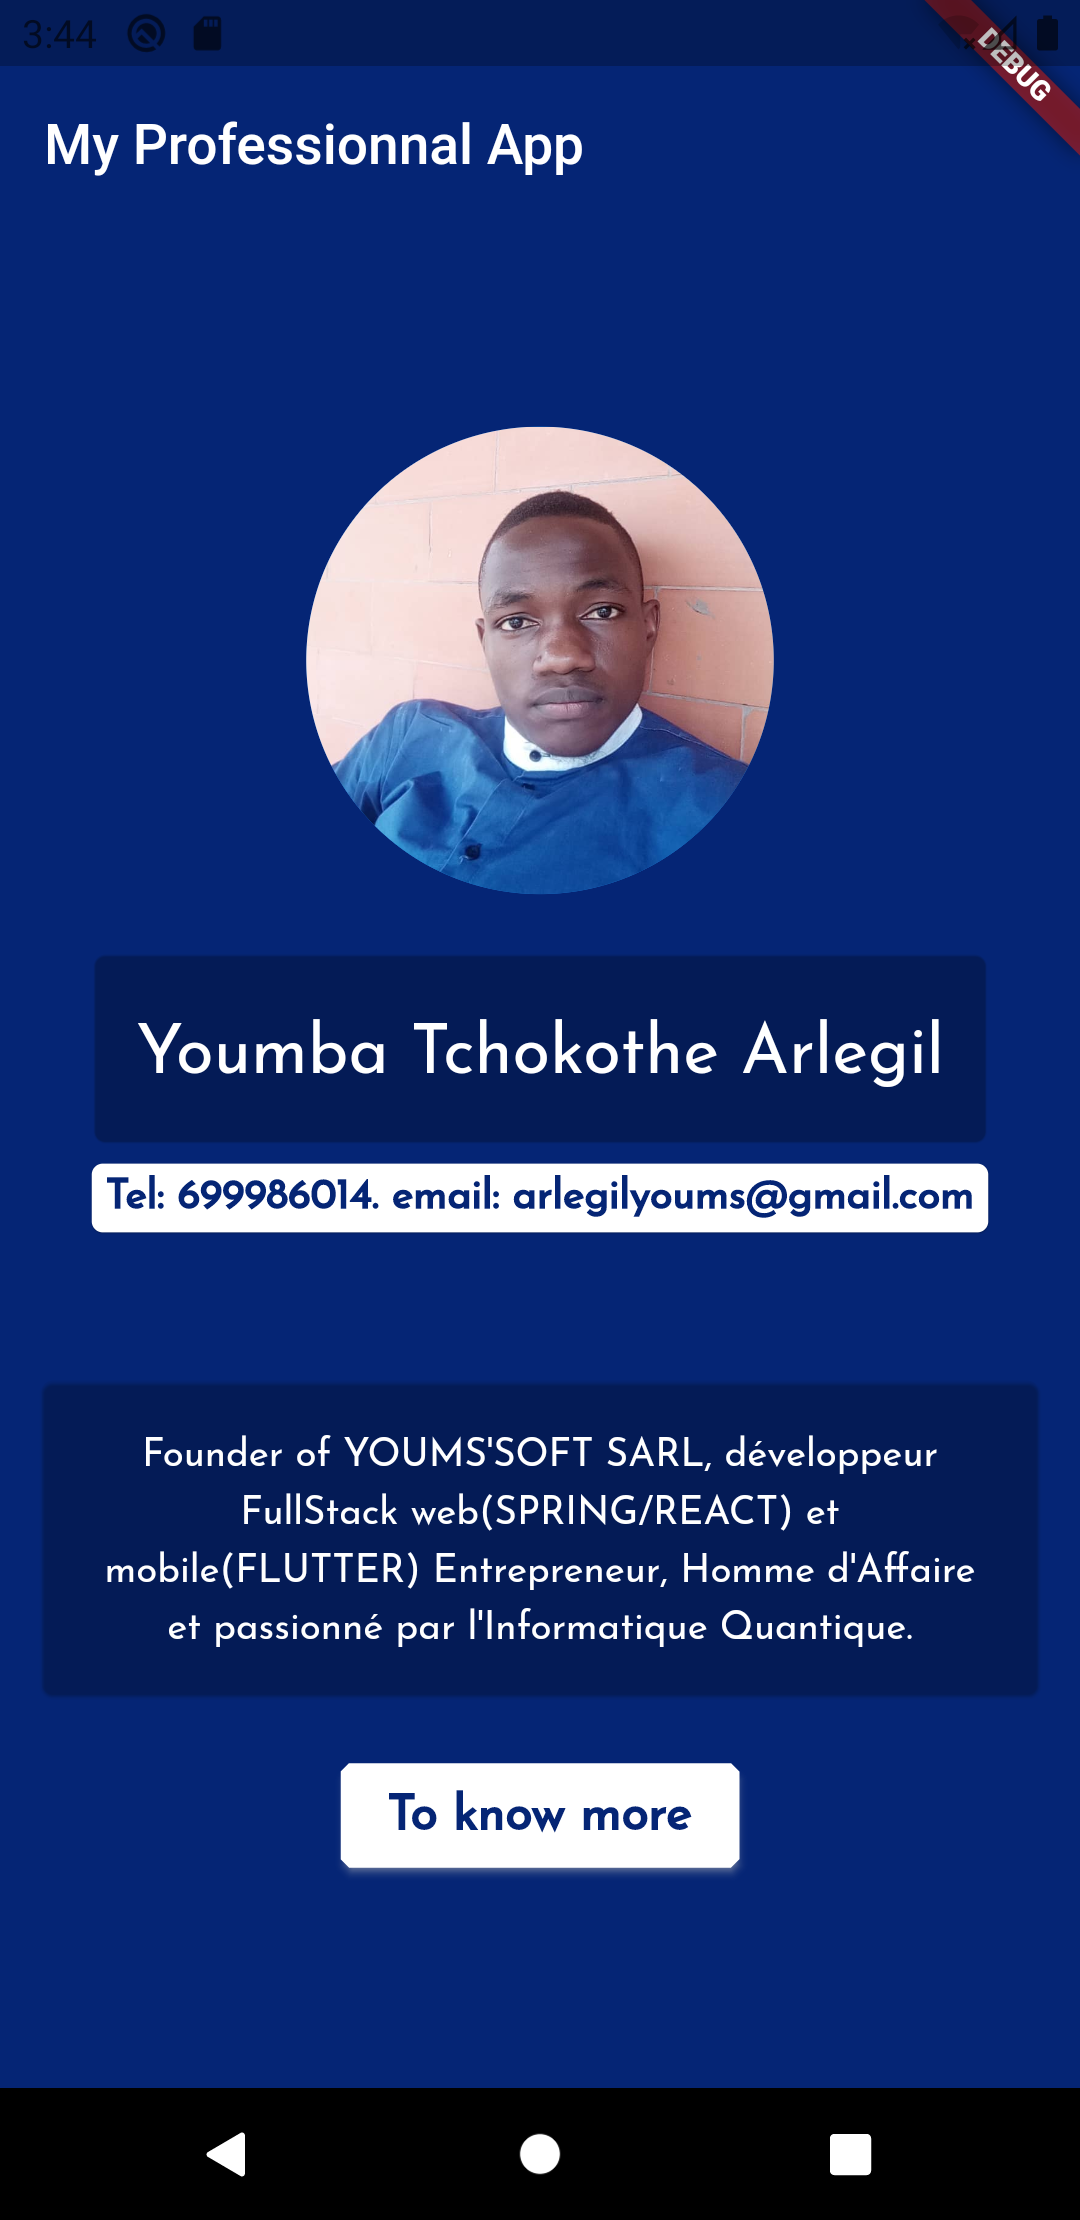 3:44
DEBUG
My Professionnal App
Youmba Tchokothe Arlegil
Tel: 699986014. email: arlegilyoums@gmail.com
Founder of YOUMS'SOFT SARL, développeur
FullStack web(SPRING/REACT) et
mobile(FLUTTER) Entrepreneur, Homme d'Affaire
et passionné par l'Informatique Quantique.
To know more